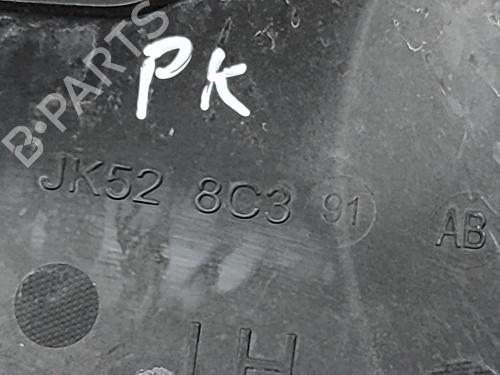 PK
B-PARTS
JK52 8C3 91 AB
LH